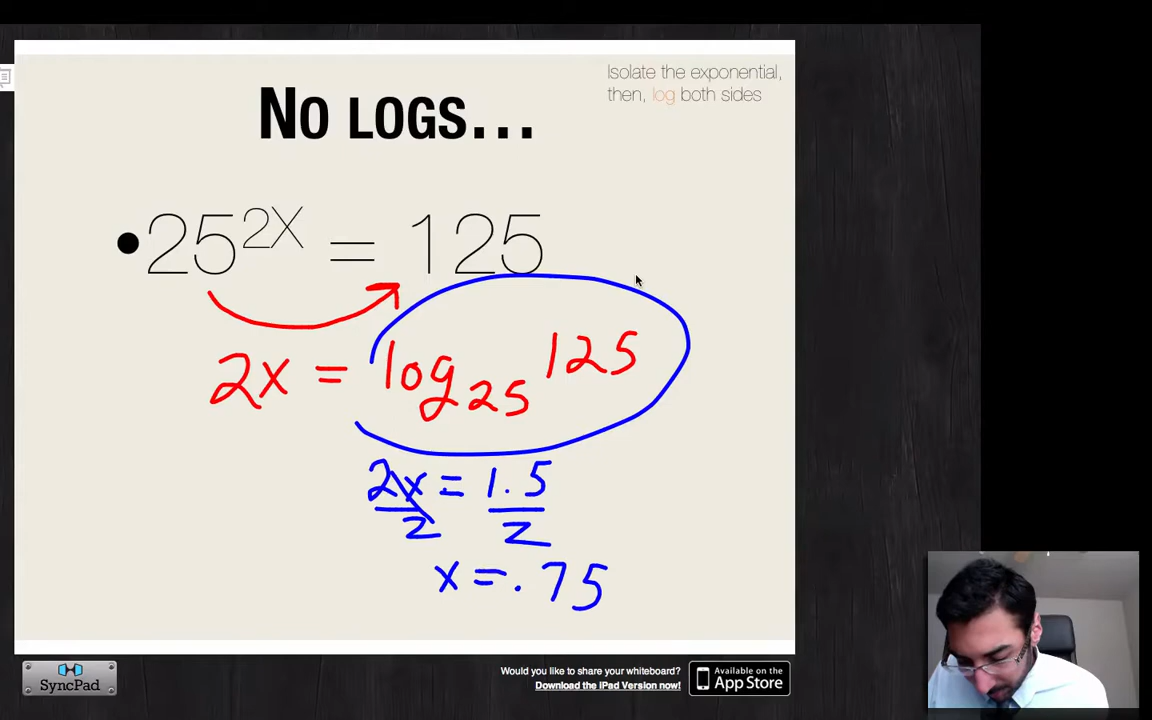 Isolate the exponential,
then, log both sides
No logs...
•25^2X = 125
2x = log_25 125
2x = 1.5
2 2
x = .75
SyncPad
Would you like to share your whiteboard?
Download the iPad Version now!
Available on the
App Store